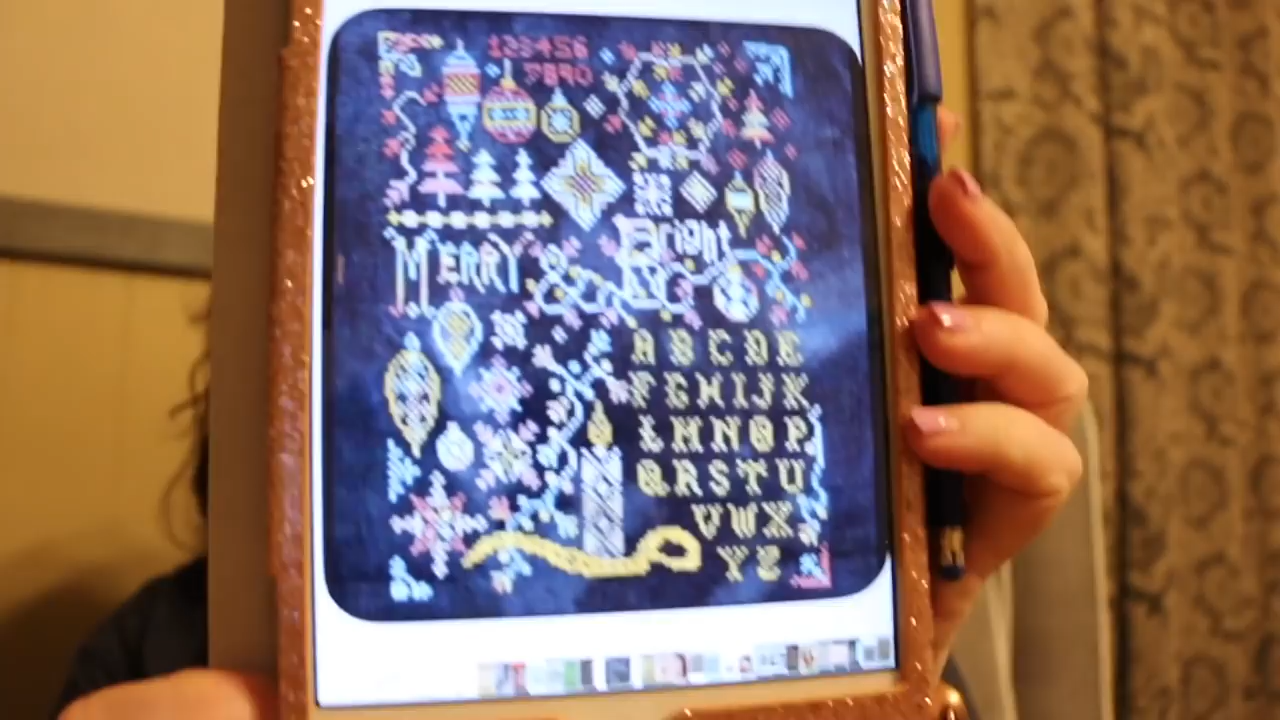 123456
7890
MERRY
Bright
ABCDE
FGHIJK
LMNOP
QRSTU
VWX
YZ